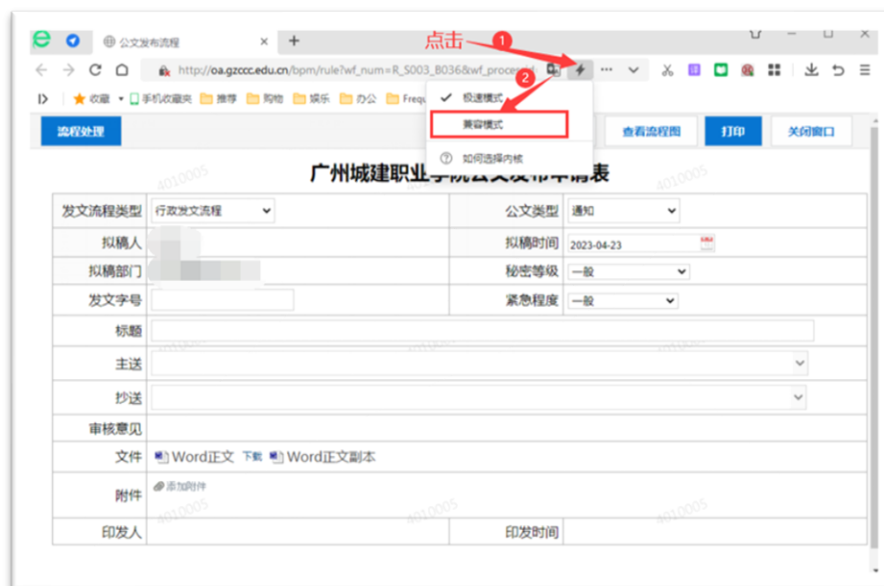 公文发布流程
点击 1
http://oa.gzccc.edu.cn/bpm/rule?wf_num=R_S003_B036&wf_process
2
收藏 手机收藏夹 推荐 购物 娱乐 办公 Frequ
极速模式
兼容模式
如何选择内核
流程处理 查看流程图 打印 关闭窗口
广州城建职业学院公文发布申请表
发文流程类型 行政发文流程 公文类型 通知
拟稿人 拟稿时间 2023-04-23
拟稿部门 秘密等级 一般
发文字号 紧急程度 一般
标题
主送
抄送
审核意见
文件 Word正文 下载 Word正文副本
附件 添加附件
印发人 印发时间
4010005
4010005
4010005
4010005
4010005